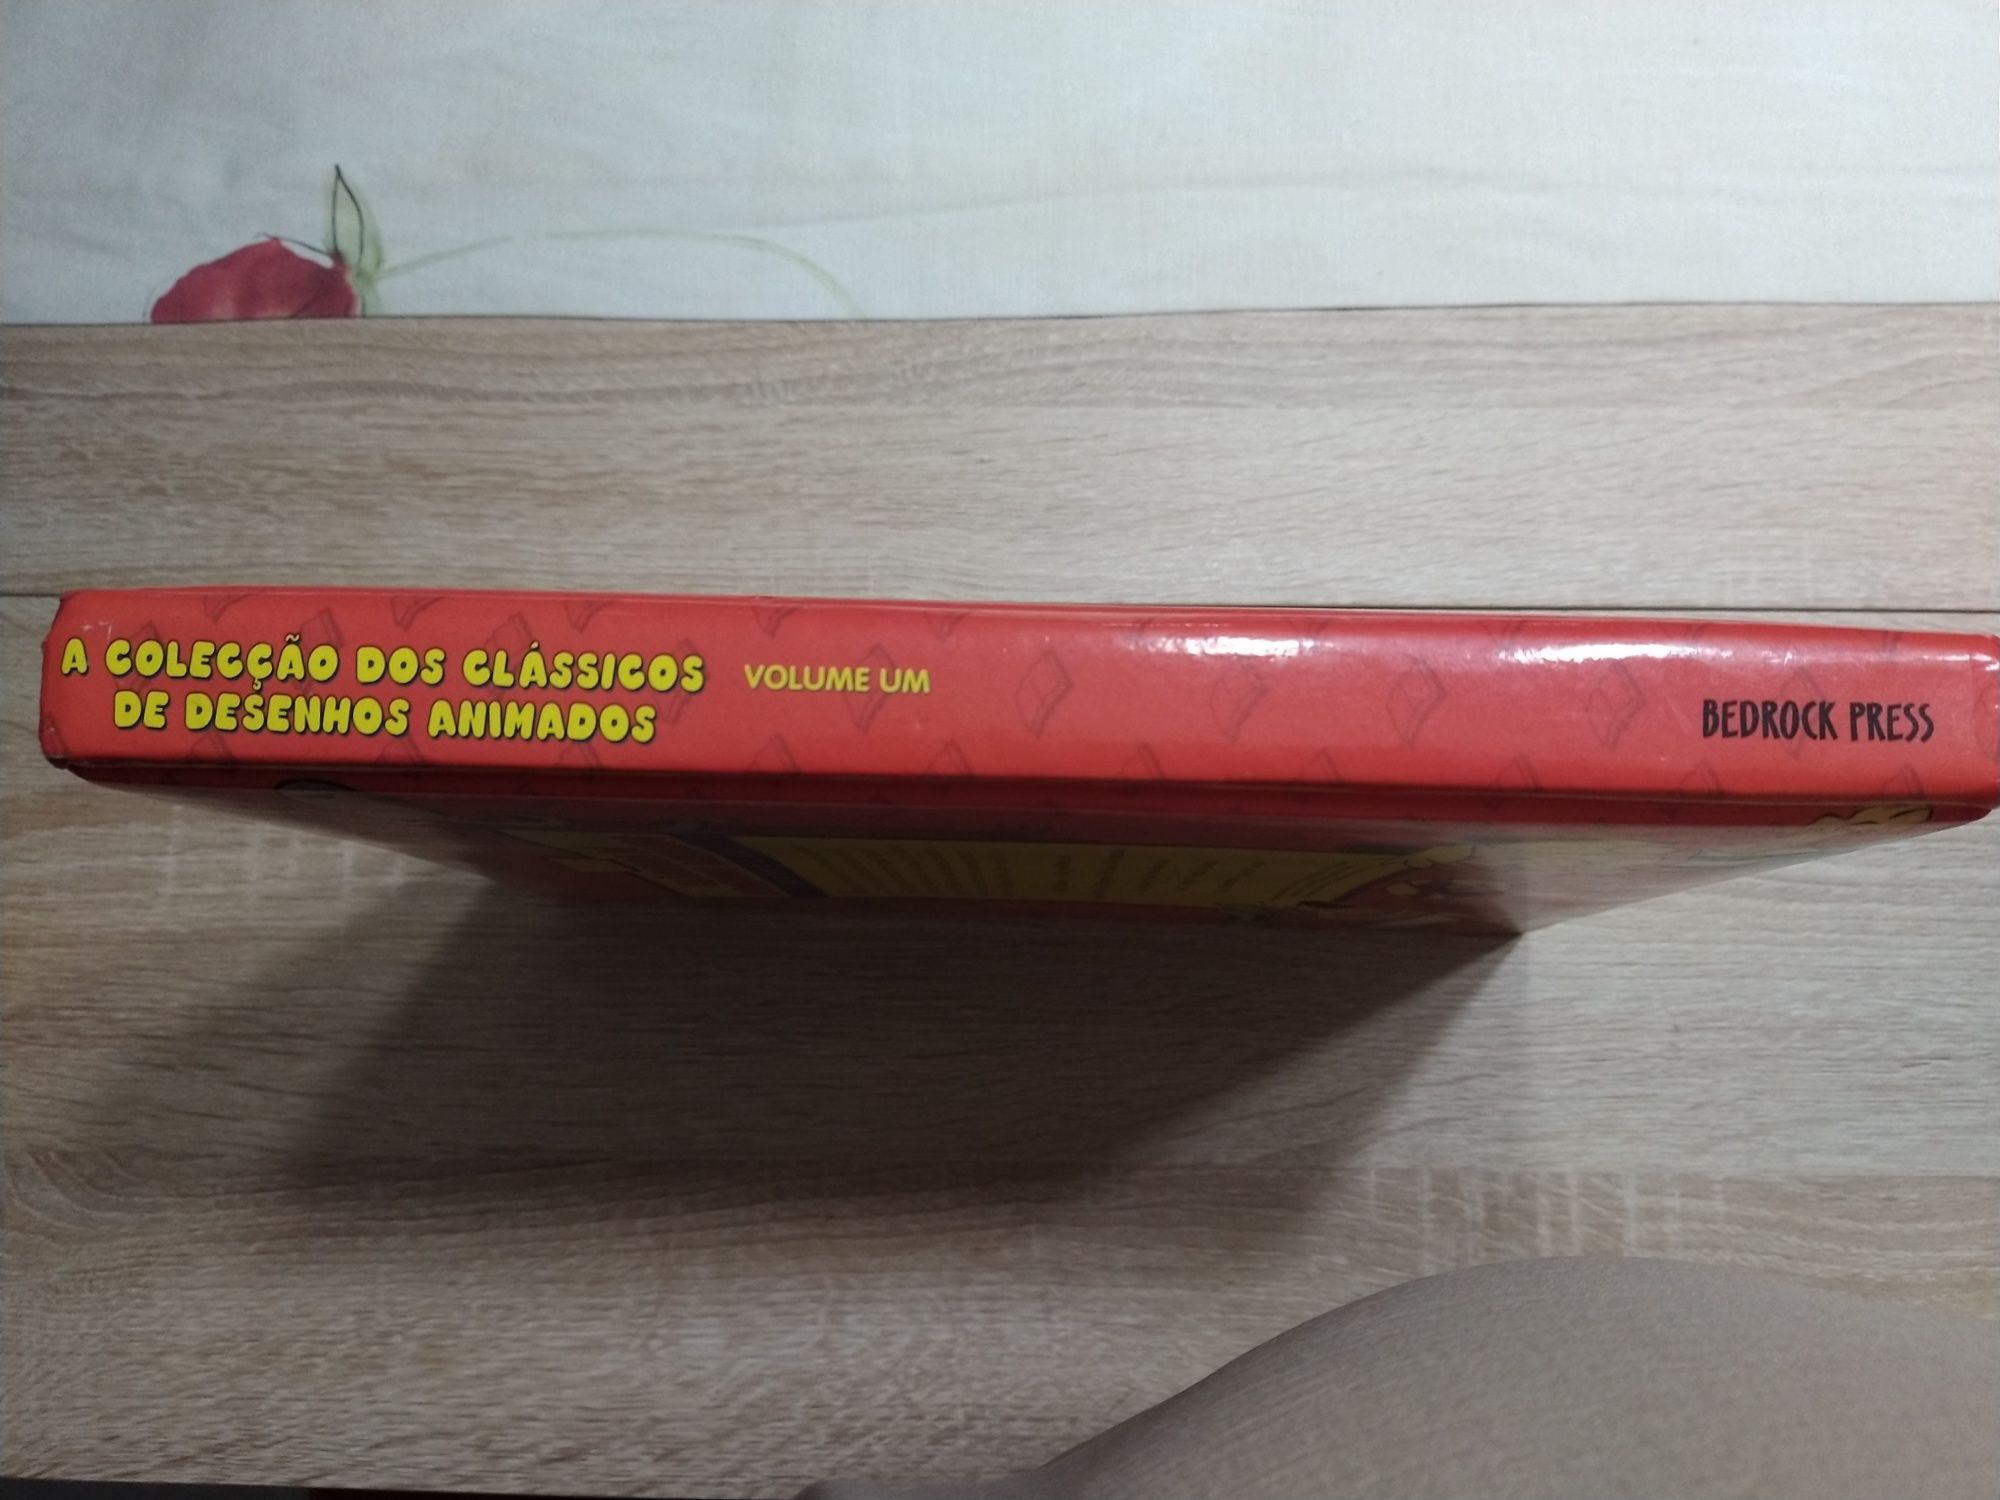 A COLECÇÃO DOS CLÁSSICOS
DE DESENHOS ANIMADOS
VOLUME UM
BEDROCK PRESS